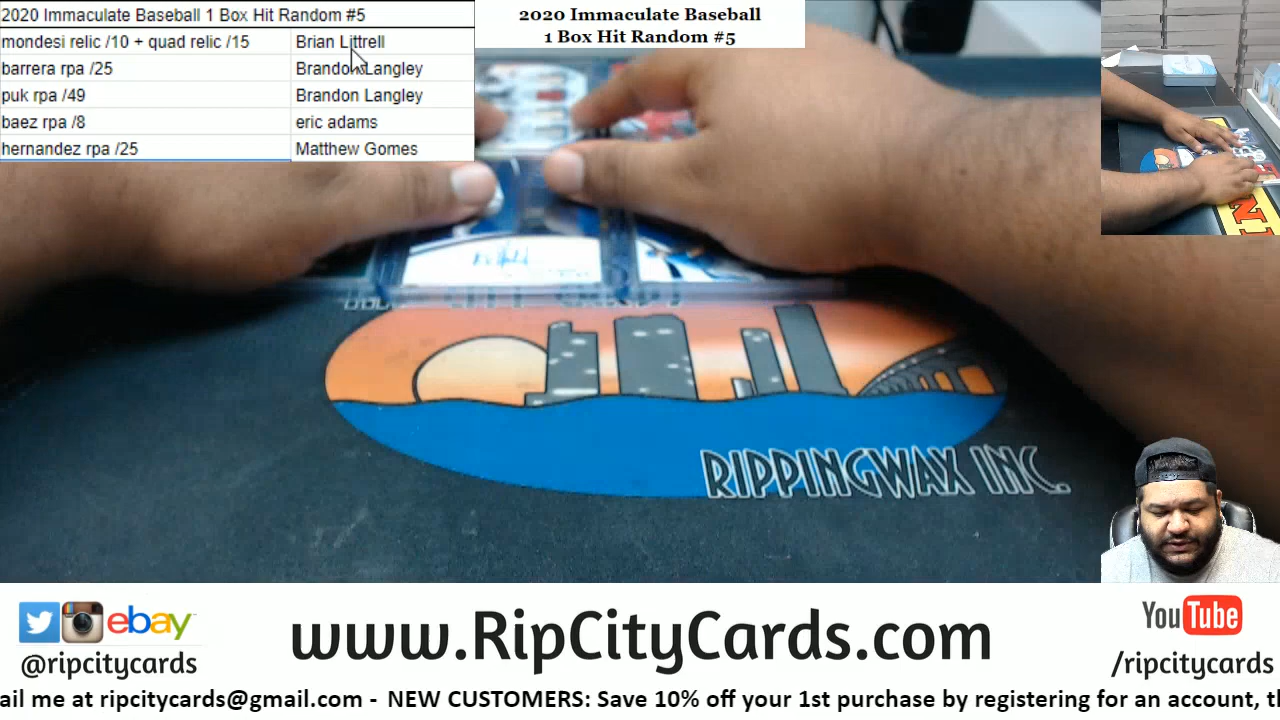 2020 Immaculate Baseball 1 Box Hit Random #5
mondesi relic /10 + quad relic /15 Brian Littrell
barrera rpa /25 Brandon Langley
puk rpa /49 Brandon Langley
baez rpa /8 eric adams
hernandez rpa /25 Matthew Gomes
2020 Immaculate Baseball
1 Box Hit Random #5
RIPPINGWAX INC.
ebay
@ripcitycards
www.RipCityCards.com
YouTube
/ripcitycards
ail me at ripcitycards@gmail.com - NEW CUSTOMERS: Save 10% off your 1st purchase by registering for an account, t